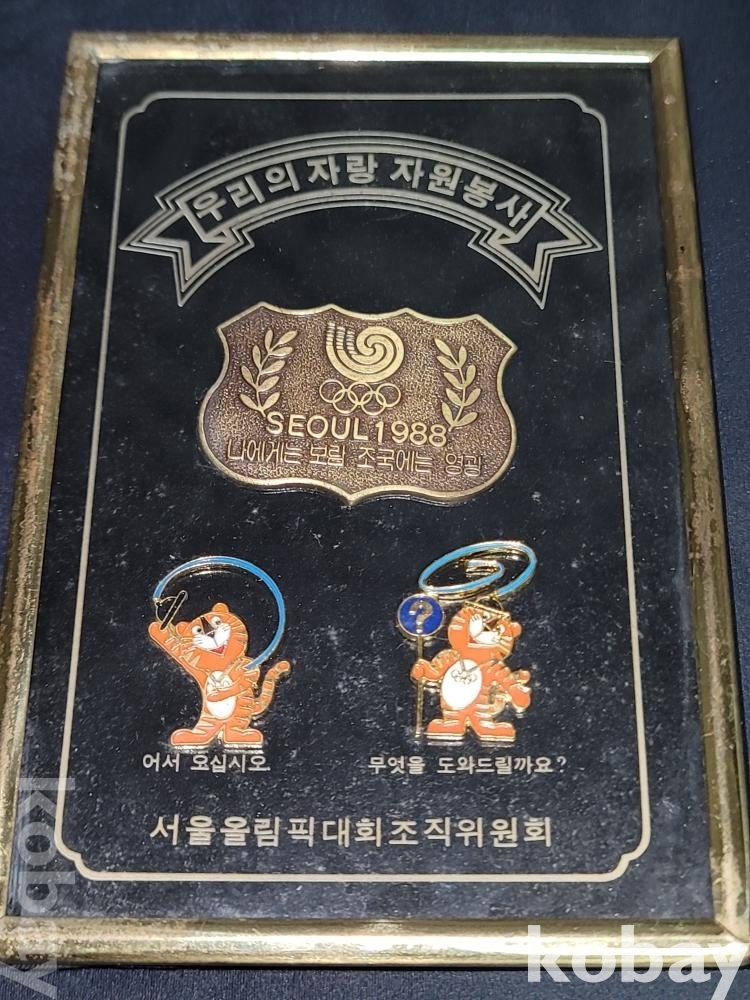 우리의 자랑 자원봉사
SEOUL 1988
나에게는 보람 조국에는 영광
?
어서 오십시오
무엇을 도와드릴까요?
서울올림픽대회조직위원회
kobay
kobay